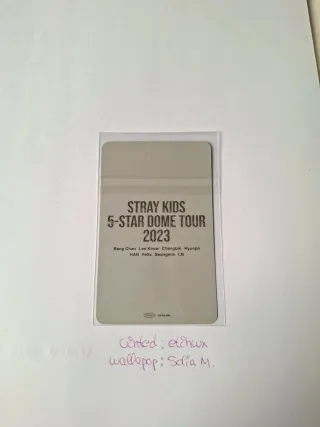 STRAY KIDS
5-STAR DOME TOUR
2023
Bang Chan Lee Know Changbin Hyunjin
HAN Felix Seungmin I.N
Vinted: etihwx
wallapop: Sofia M.